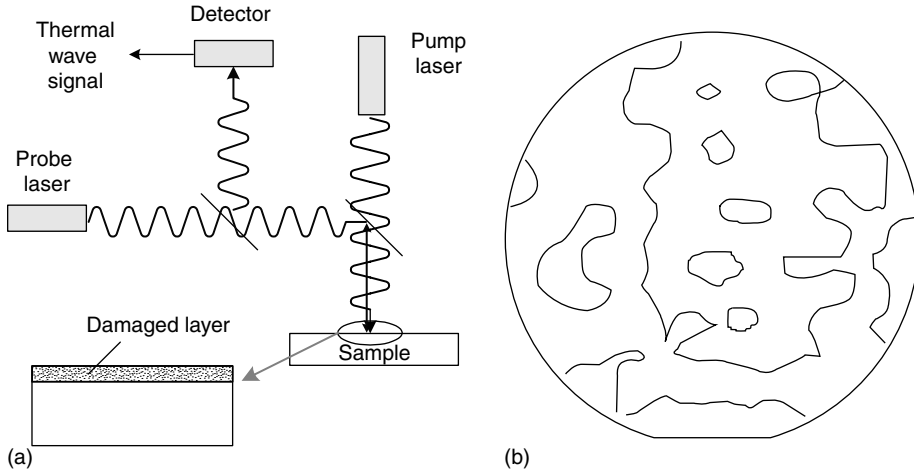 Detector
Thermal
wave
signal
Pump
laser
Probe
laser
Damaged layer
Sample
(a)
(b)